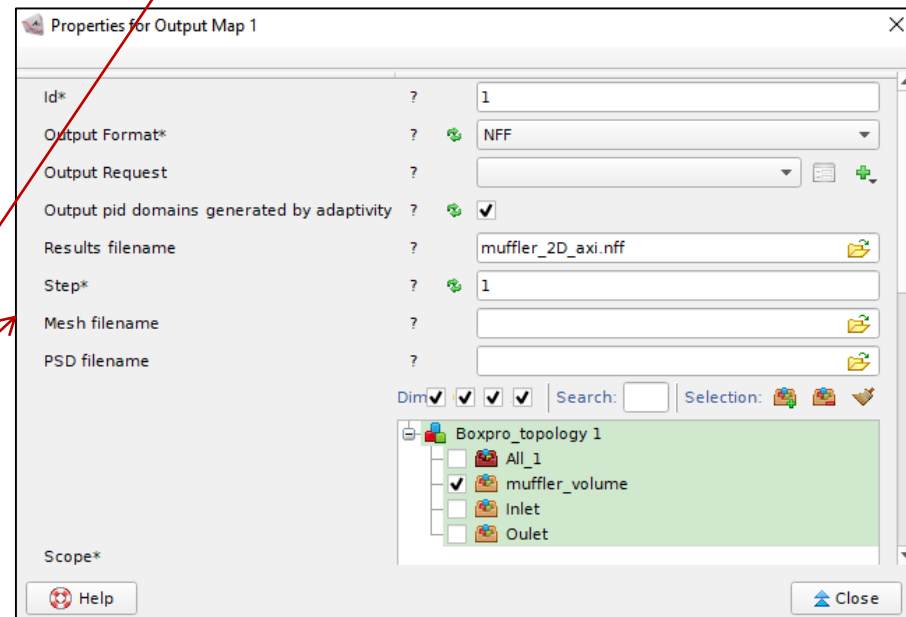 Properties for Output Map 1
Id* ? 1
Output Format* ? NFF
Output Request ?
Output pid domains generated by adaptivity ?
Results filename ? muffler_2D_axi.nff
Step* ? 1
Mesh filename ?
PSD filename ?
Dim Search: Selection:
Boxpro_topology 1
All_1
muffler_volume
Inlet
Oulet
Scope*
Help Close